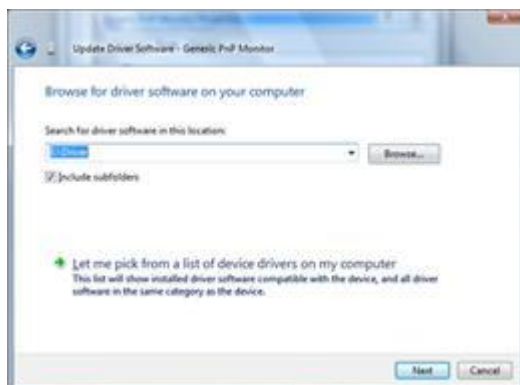 Update Driver Software - Generic PnP Monitor
Browse for driver software on your computer
Search for driver software in this location:
Browse...
Include subfolders
Let me pick from a list of device drivers on my computer
This list will show installed driver software compatible with the device, and all driver
software in the same category as the device.
Next Cancel